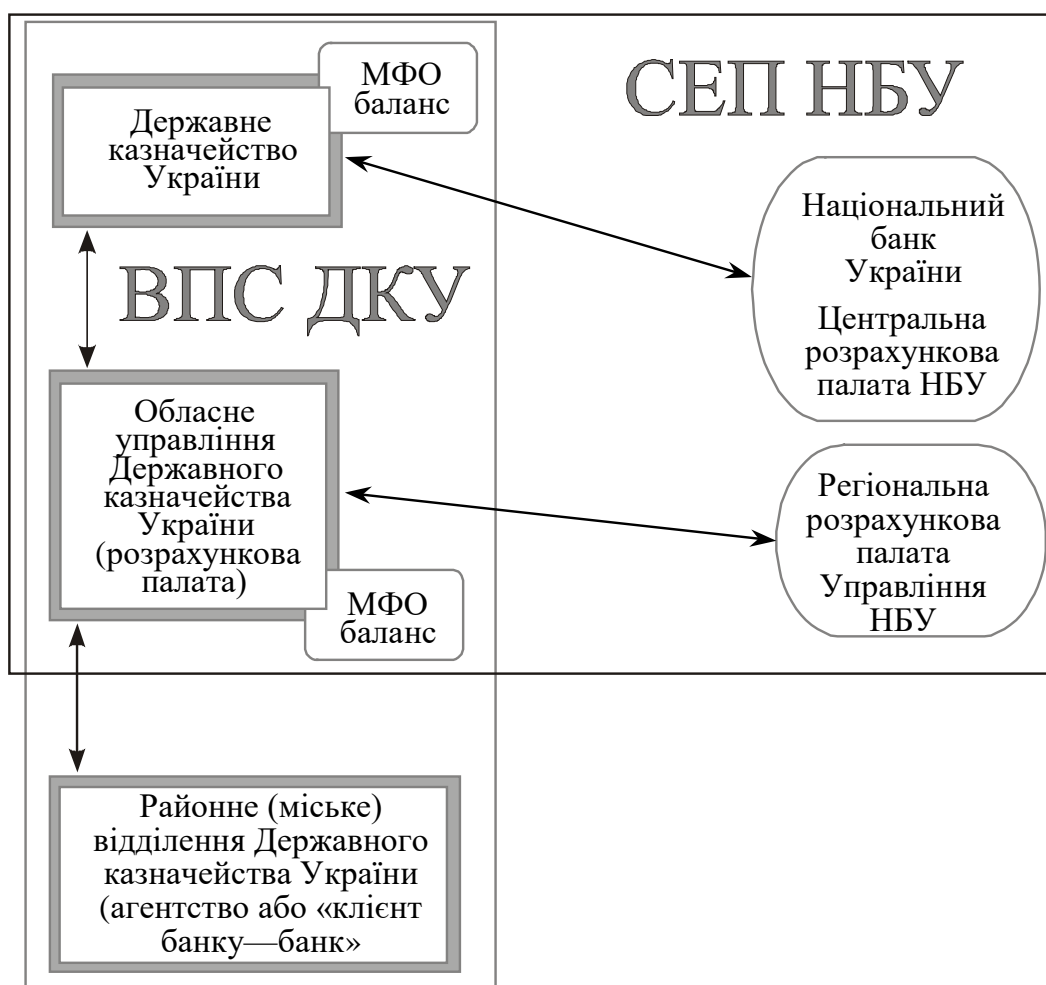 МФО
баланс
СЕП НБУ
Державне
казначейство
України
Національний
банк
України
Центральна
розрахункова
палата НБУ
ВПС ДКУ
Обласне
управління
Державного
казначейства
України
(розрахункова
палата)
МФО
баланс
Регіональна
розрахункова
палата
Управління
НБУ
Районне (міське)
відділення Державного
казначейства України
(агентство або «клієнт
банку—банк»